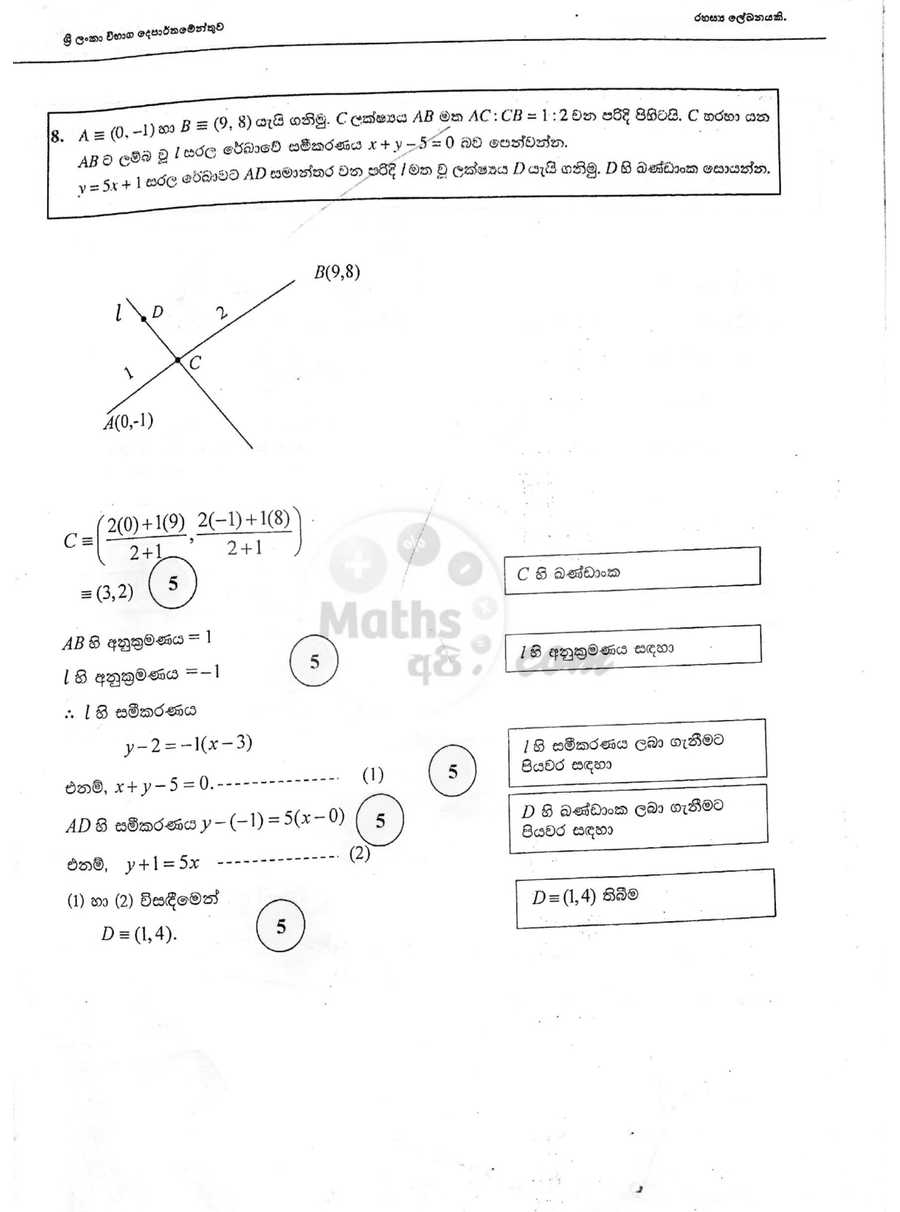 ශ්‍රී ලංකා විභාග දෙපාර්තමේන්තුව
රහස්‍ය ලේඛනයකි.
8. A ≡ (0, −1) හා B ≡ (9, 8) යැයි ගනිමු. C ලක්ෂ්‍යය AB මත AC : CB = 1 : 2 වන පරිදි පිහිටයි. C හරහා යන
AB ට ලම්බ වූ l සරල රේඛාවේ සමීකරණය x + y − 5 = 0 බව පෙන්වන්න.
y = 5x + 1 සරල රේඛාවට AD සමාන්තර වන පරිදි l මත වූ ලක්ෂ්‍යය D යැයි ගනිමු. D හි ඛණ්ඩාංක සොයන්න.
B(9,8)
l D 2
1 C
A(0,-1)
C ≡ (2(0)+1(9)/2+1, 2(−1)+1(8)/2+1)
≡ (3,2) 5
C හි ඛණ්ඩාංක
Maths
අපි . com
AB හි අනුක්‍රමණය = 1
l හි අනුක්‍රමණය = −1 5
l හි අනුක්‍රමණය සඳහා
∴ l හි සමීකරණය
y − 2 = −1(x − 3)
එනම්, x + y − 5 = 0. --------------- (1) 5
l හි සමීකරණය ලබා ගැනීමට
පියවර සඳහා
AD හි සමීකරණය y − (−1) = 5(x − 0) 5
එනම්, y + 1 = 5x --------------- (2)
D හි ඛණ්ඩාංක ලබා ගැනීමට
පියවර සඳහා
(1) හා (2) විසඳීමෙන්
D ≡ (1, 4). 5
D ≡ (1, 4) තිබීම